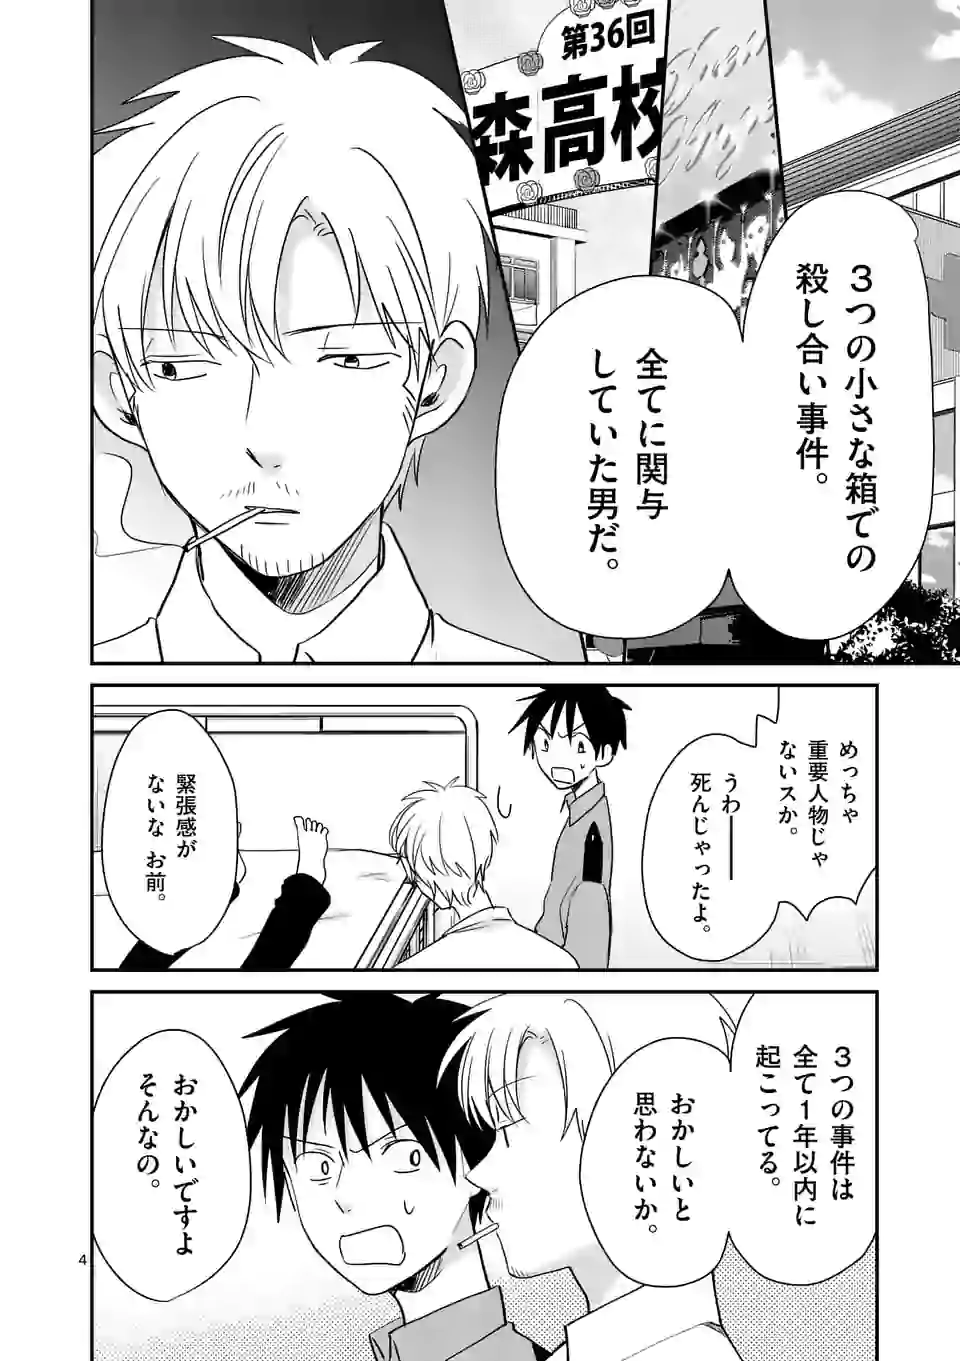 第36回
森高校
3つの小さな箱での
殺し合い事件。
全てに関与
していた男だ。
めっちゃ
重要人物じゃ
ないスか。
うわ──
死んじゃったよ。
緊張感が
ないな お前。
3つの事件は
全て1年以内に
起こってる。
おかしいと
思わないか。
おかしいですよ
そんなの。
4